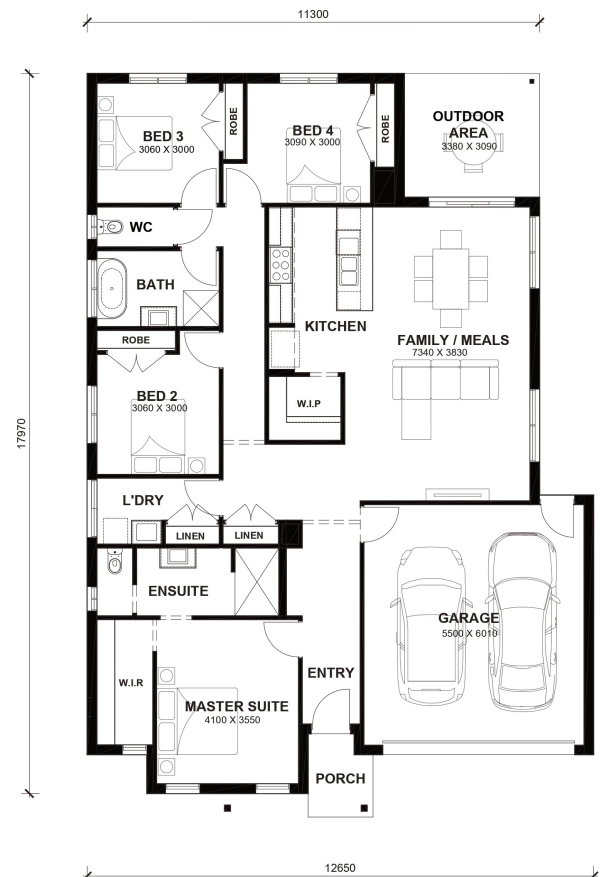 11300
17970
BED 3
3060 X 3000
ROBE
BED 4
3090 X 3000
ROBE
OUTDOOR
AREA
3380 X 3090
WC
BATH
KITCHEN
FAMILY / MEALS
7340 X 3830
ROBE
BED 2
3060 X 3000
W.I.P
L'DRY
LINEN
LINEN
ENSUITE
GARAGE
5500 X 6010
W.I.R
ENTRY
MASTER SUITE
4100 X 3550
PORCH
12650